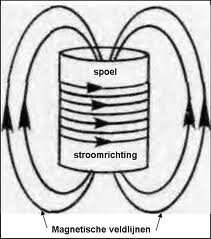 spoel
stroomrichting
Magnetische veldlijnen